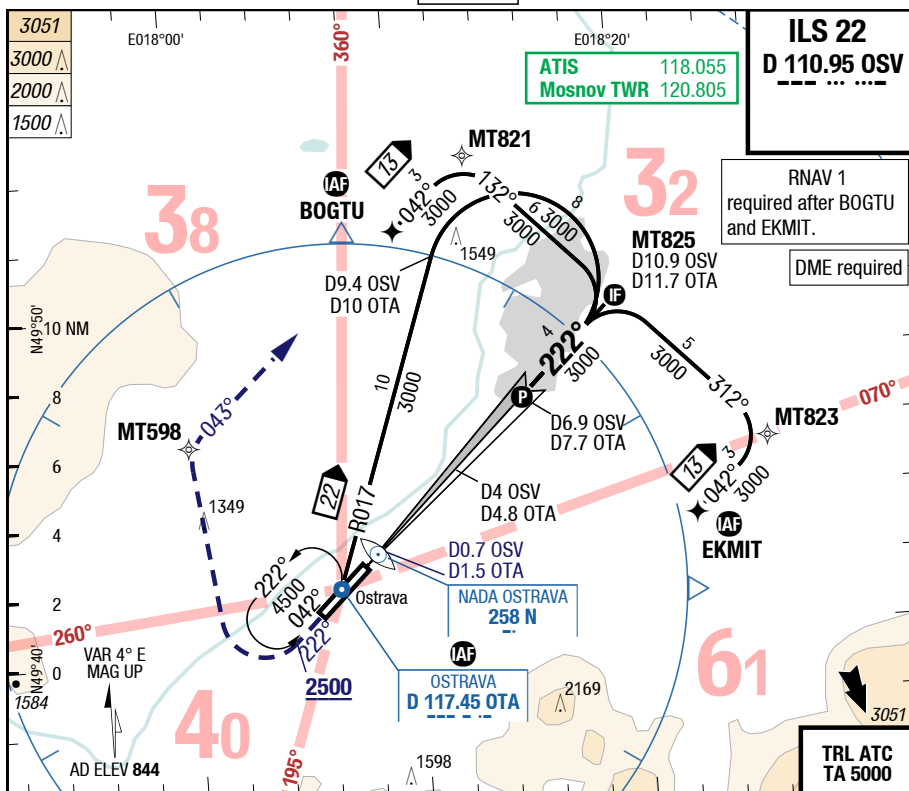 3051
3000
2000
1500
E018°00'
360°
E018°20'
ATIS 118.055
Mosnov TWR 120.805
ILS 22
D 110.95 OSV
RNAV 1
required after BOGTU
and EKMIT.
DME required
38
32
IAF
BOGTU
13
3
042°
3000
MT821
132°
6 3000
3000
8
1549
D9.4 OSV
D10 OTA
MT825
D10.9 OSV
D11.7 OTA
IF
N49°50'
10 NM
8
6
4
2
0
N49°40'
10
3000
R017
4
222°
3000
P
D6.9 OSV
D7.7 OTA
5
3000
312°
MT823
070°
13
3
042°
3000
IAF
EKMIT
MT598
043°
1349
22
D4 OSV
D4.8 OTA
D0.7 OSV
D1.5 OTA
222°
4500
042°
222°
Ostrava
NADA OSTRAVA
258 N
260°
2500
IAF
OSTRAVA
D 117.45 OTA
VAR 4° E
MAG UP
1584
AD ELEV 844
40
195°
1598
2169
61
3051
TRL ATC
TA 5000